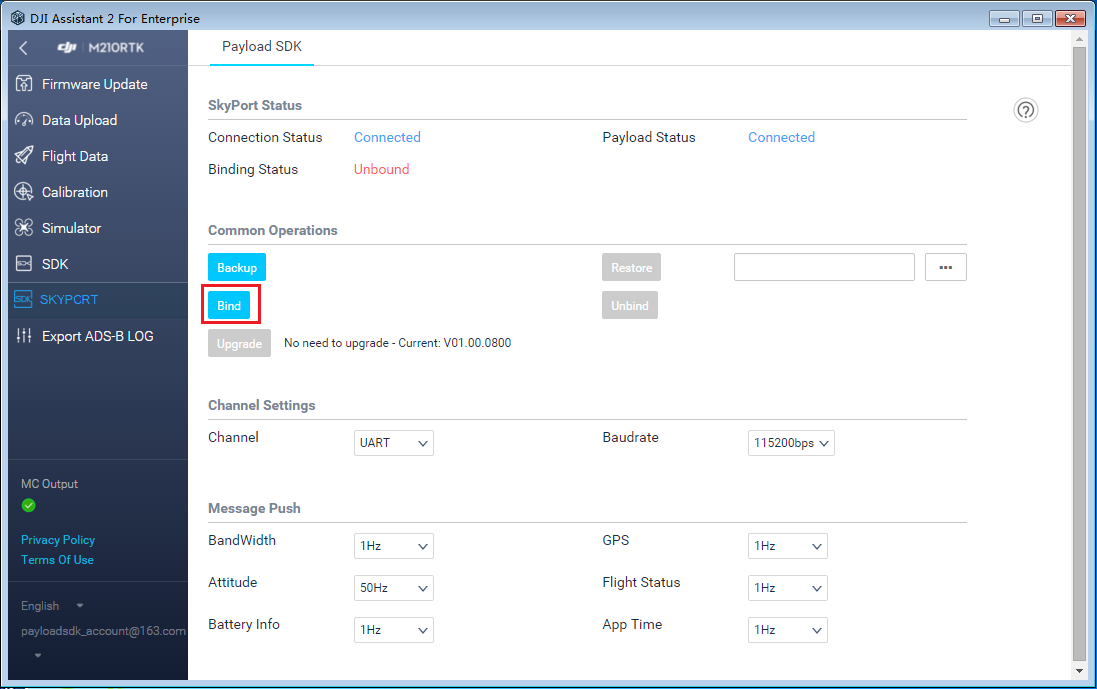 DJI Assistant 2 For Enterprise
dji M210RTK
Firmware Update
Data Upload
Flight Data
Calibration
Simulator
SDK
SDK SKYPORT
Export ADS-B LOG
MC Output
Privacy Policy
Terms Of Use
English
payloadsdk_account@163.com
Payload SDK
SkyPort Status
Connection Status Connected Payload Status Connected
Binding Status Unbound
Common Operations
Backup Restore ...
Bind Unbind
Upgrade No need to upgrade - Current: V01.00.0800
Channel Settings
Channel UART Baudrate 115200bps
Message Push
BandWidth 1Hz GPS 1Hz
Attitude 50Hz Flight Status 1Hz
Battery Info 1Hz App Time 1Hz